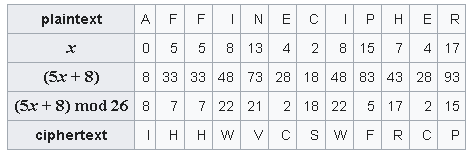 plaintext A F F I N E C I P H E R
x 0 5 5 8 13 4 2 8 15 7 4 17
(5x + 8) 8 33 33 48 73 28 18 48 83 43 28 93
(5x + 8) mod 26 8 7 7 22 21 2 18 22 5 17 2 15
ciphertext I H H W V C S W F R C P